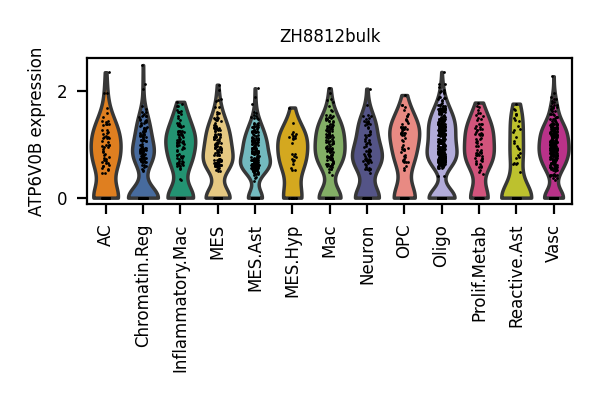 ZH8812bulk
ATP6V0B expression
2
0
AC
Chromatin.Reg
Inflammatory.Mac
MES
MES.Ast
MES.Hyp
Mac
Neuron
OPC
Oligo
Prolif.Metab
Reactive.Ast
Vasc